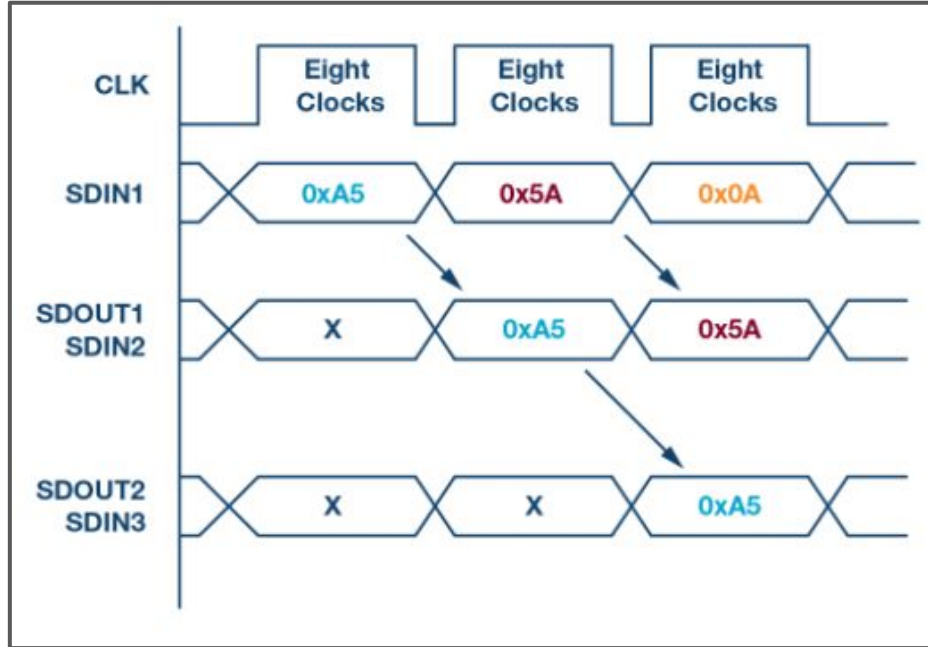 CLK
Eight
Clocks
Eight
Clocks
Eight
Clocks
SDIN1
0xA5
0x5A
0x0A
SDOUT1
SDIN2
X
0xA5
0x5A
SDOUT2
SDIN3
X
X
0xA5